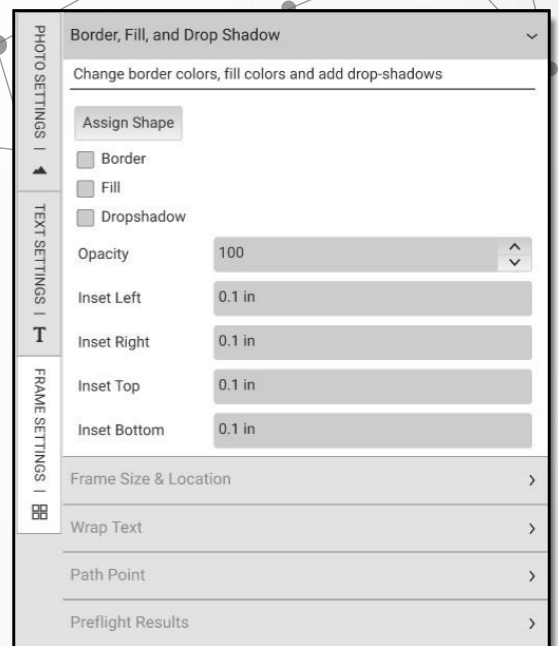 PHOTO SETTINGS |
TEXT SETTINGS | T
FRAME SETTINGS |
Border, Fill, and Drop Shadow
Change border colors, fill colors and add drop-shadows
Assign Shape
Border
Fill
Dropshadow
Opacity 100
Inset Left 0.1 in
Inset Right 0.1 in
Inset Top 0.1 in
Inset Bottom 0.1 in
Frame Size & Location
Wrap Text
Path Point
Preflight Results